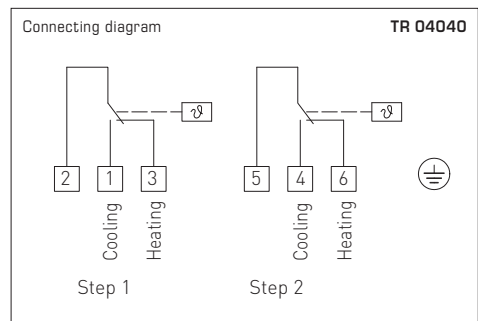 Connecting diagram TR 04040
ϑ ϑ
2 1 3 5 4 6
Cooling Heating Cooling Heating
Step 1 Step 2